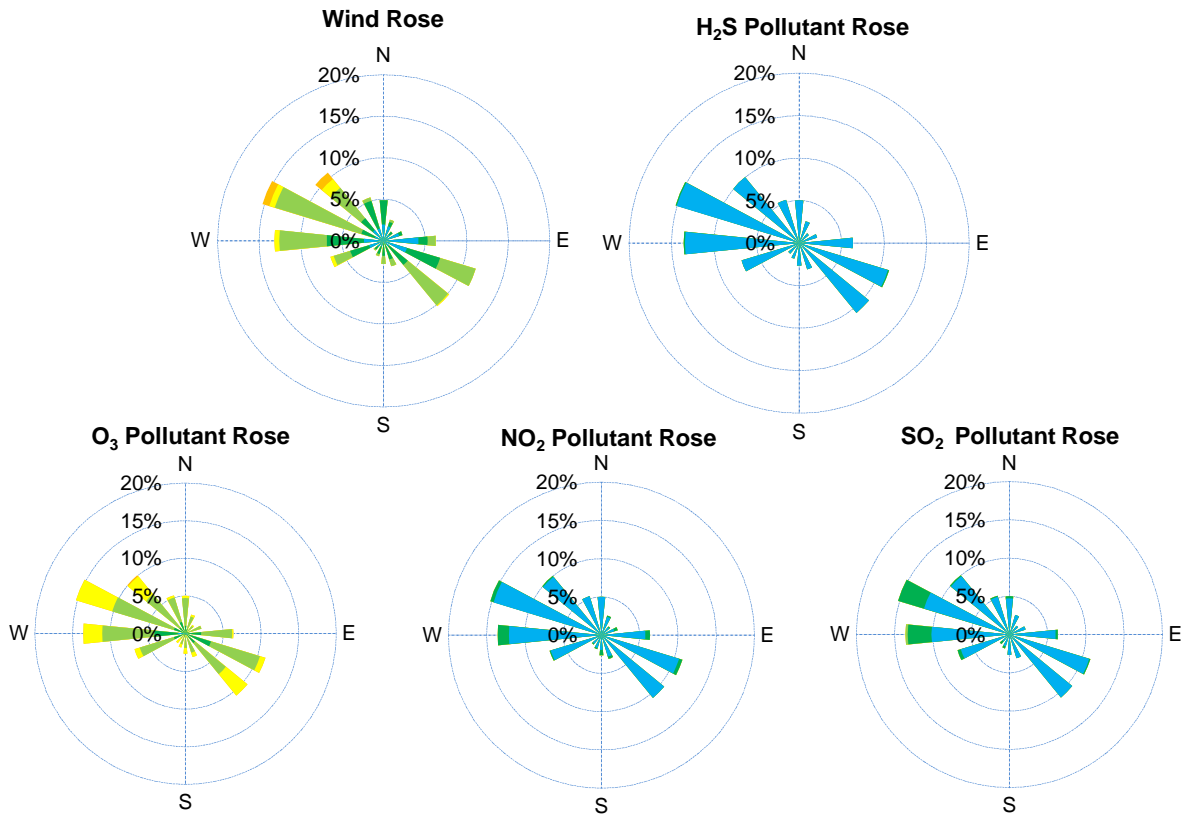 Wind Rose
N
20%
15%
10%
5%
0%
W
E
S
H₂S Pollutant Rose
N
20%
15%
10%
5%
0%
W
E
S
O₃ Pollutant Rose
N
20%
15%
10%
5%
0%
W
E
S
NO₂ Pollutant Rose
N
20%
15%
10%
5%
0%
W
E
S
SO₂ Pollutant Rose
N
20%
15%
10%
5%
0%
W
E
S